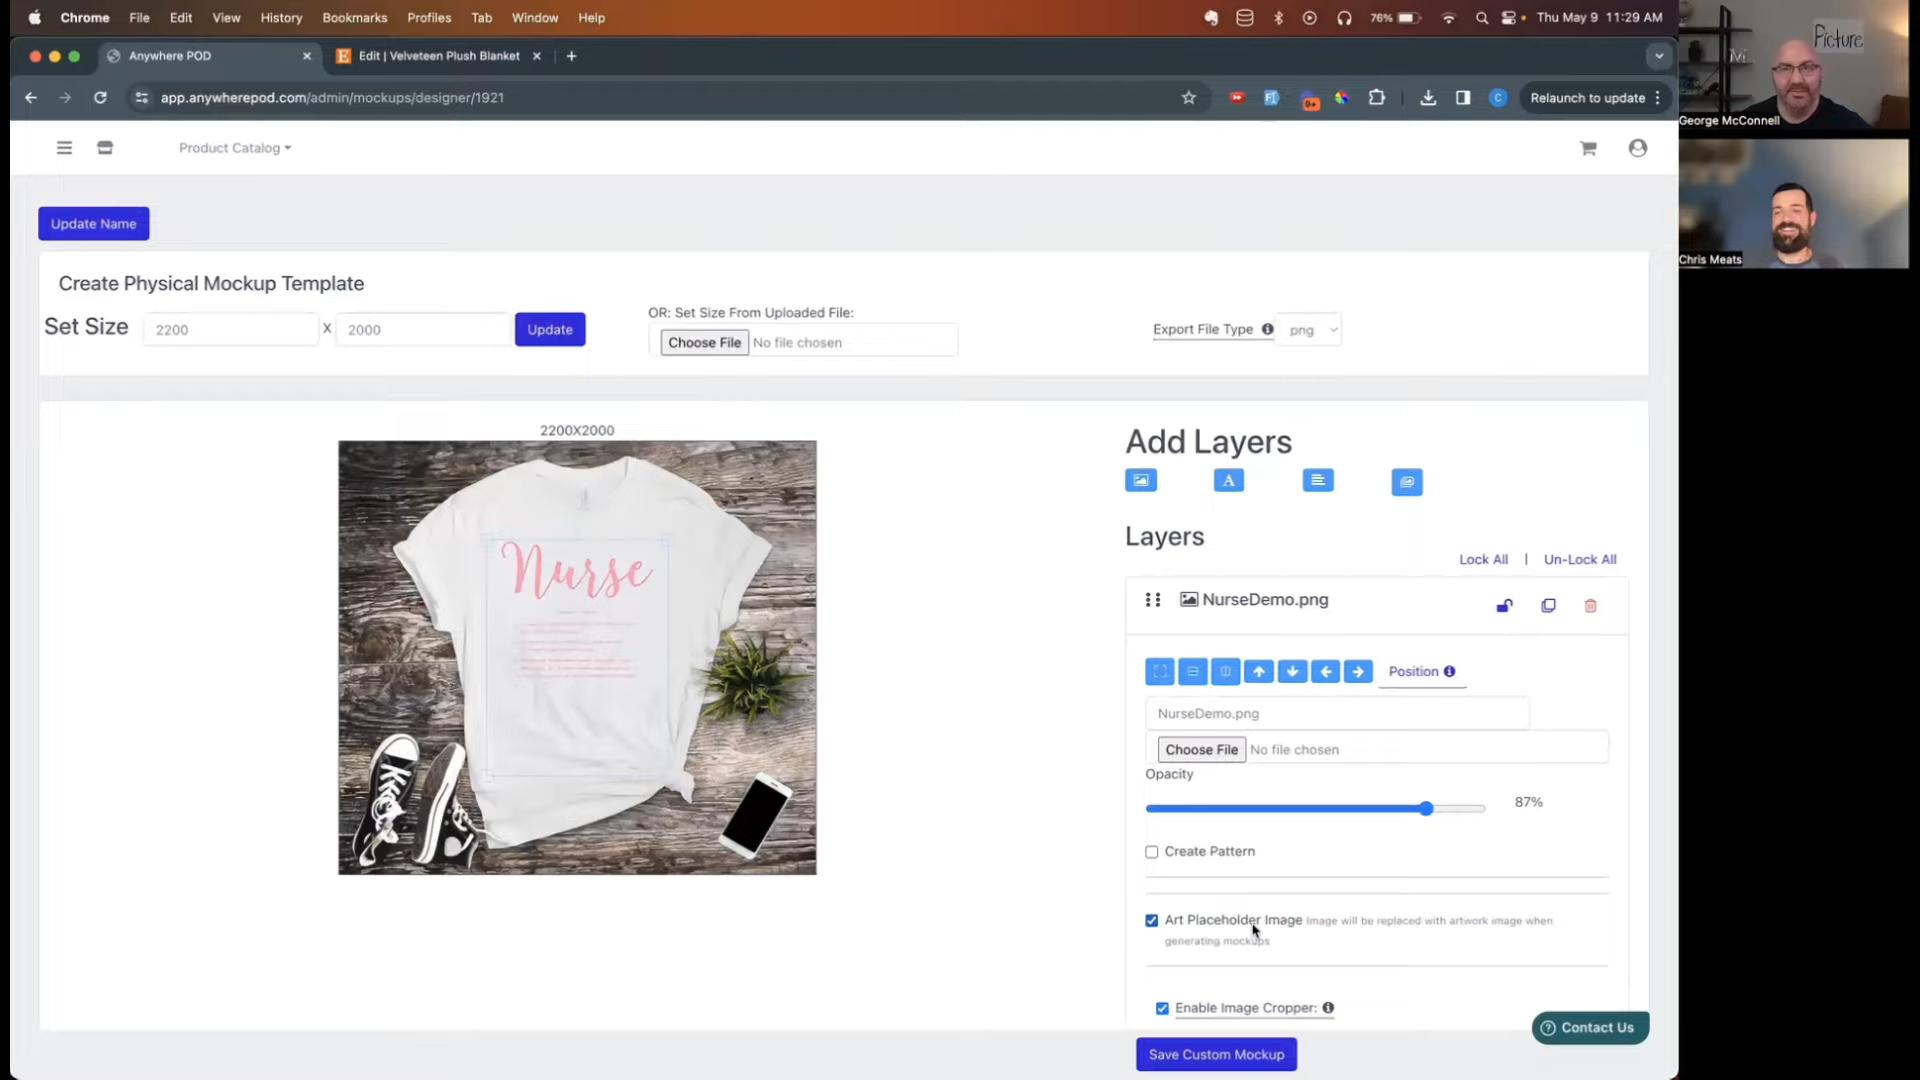 Chrome File Edit View History Bookmarks Profiles Tab Window Help
76% Thu May 9 11:29 AM
Anywhere POD
Edit | Velveteen Plush Blanket
app.anywherepod.com/admin/mockups/designer/1921
9+
C
Relaunch to update
Picture
George McConnell
Chris Meats
Product Catalog
Update Name
Create Physical Mockup Template
Set Size 2200 X 2000 Update
OR: Set Size From Uploaded File:
Choose File No file chosen
Export File Type png
2200X2000
Nurse
Add Layers
A
Layers
Lock All | Un-Lock All
NurseDemo.png
Position
NurseDemo.png
Choose File No file chosen
Opacity
87%
Create Pattern
Art Placeholder Image Image will be replaced with artwork image when
generating mockups
Enable Image Cropper:
Contact Us
Save Custom Mockup